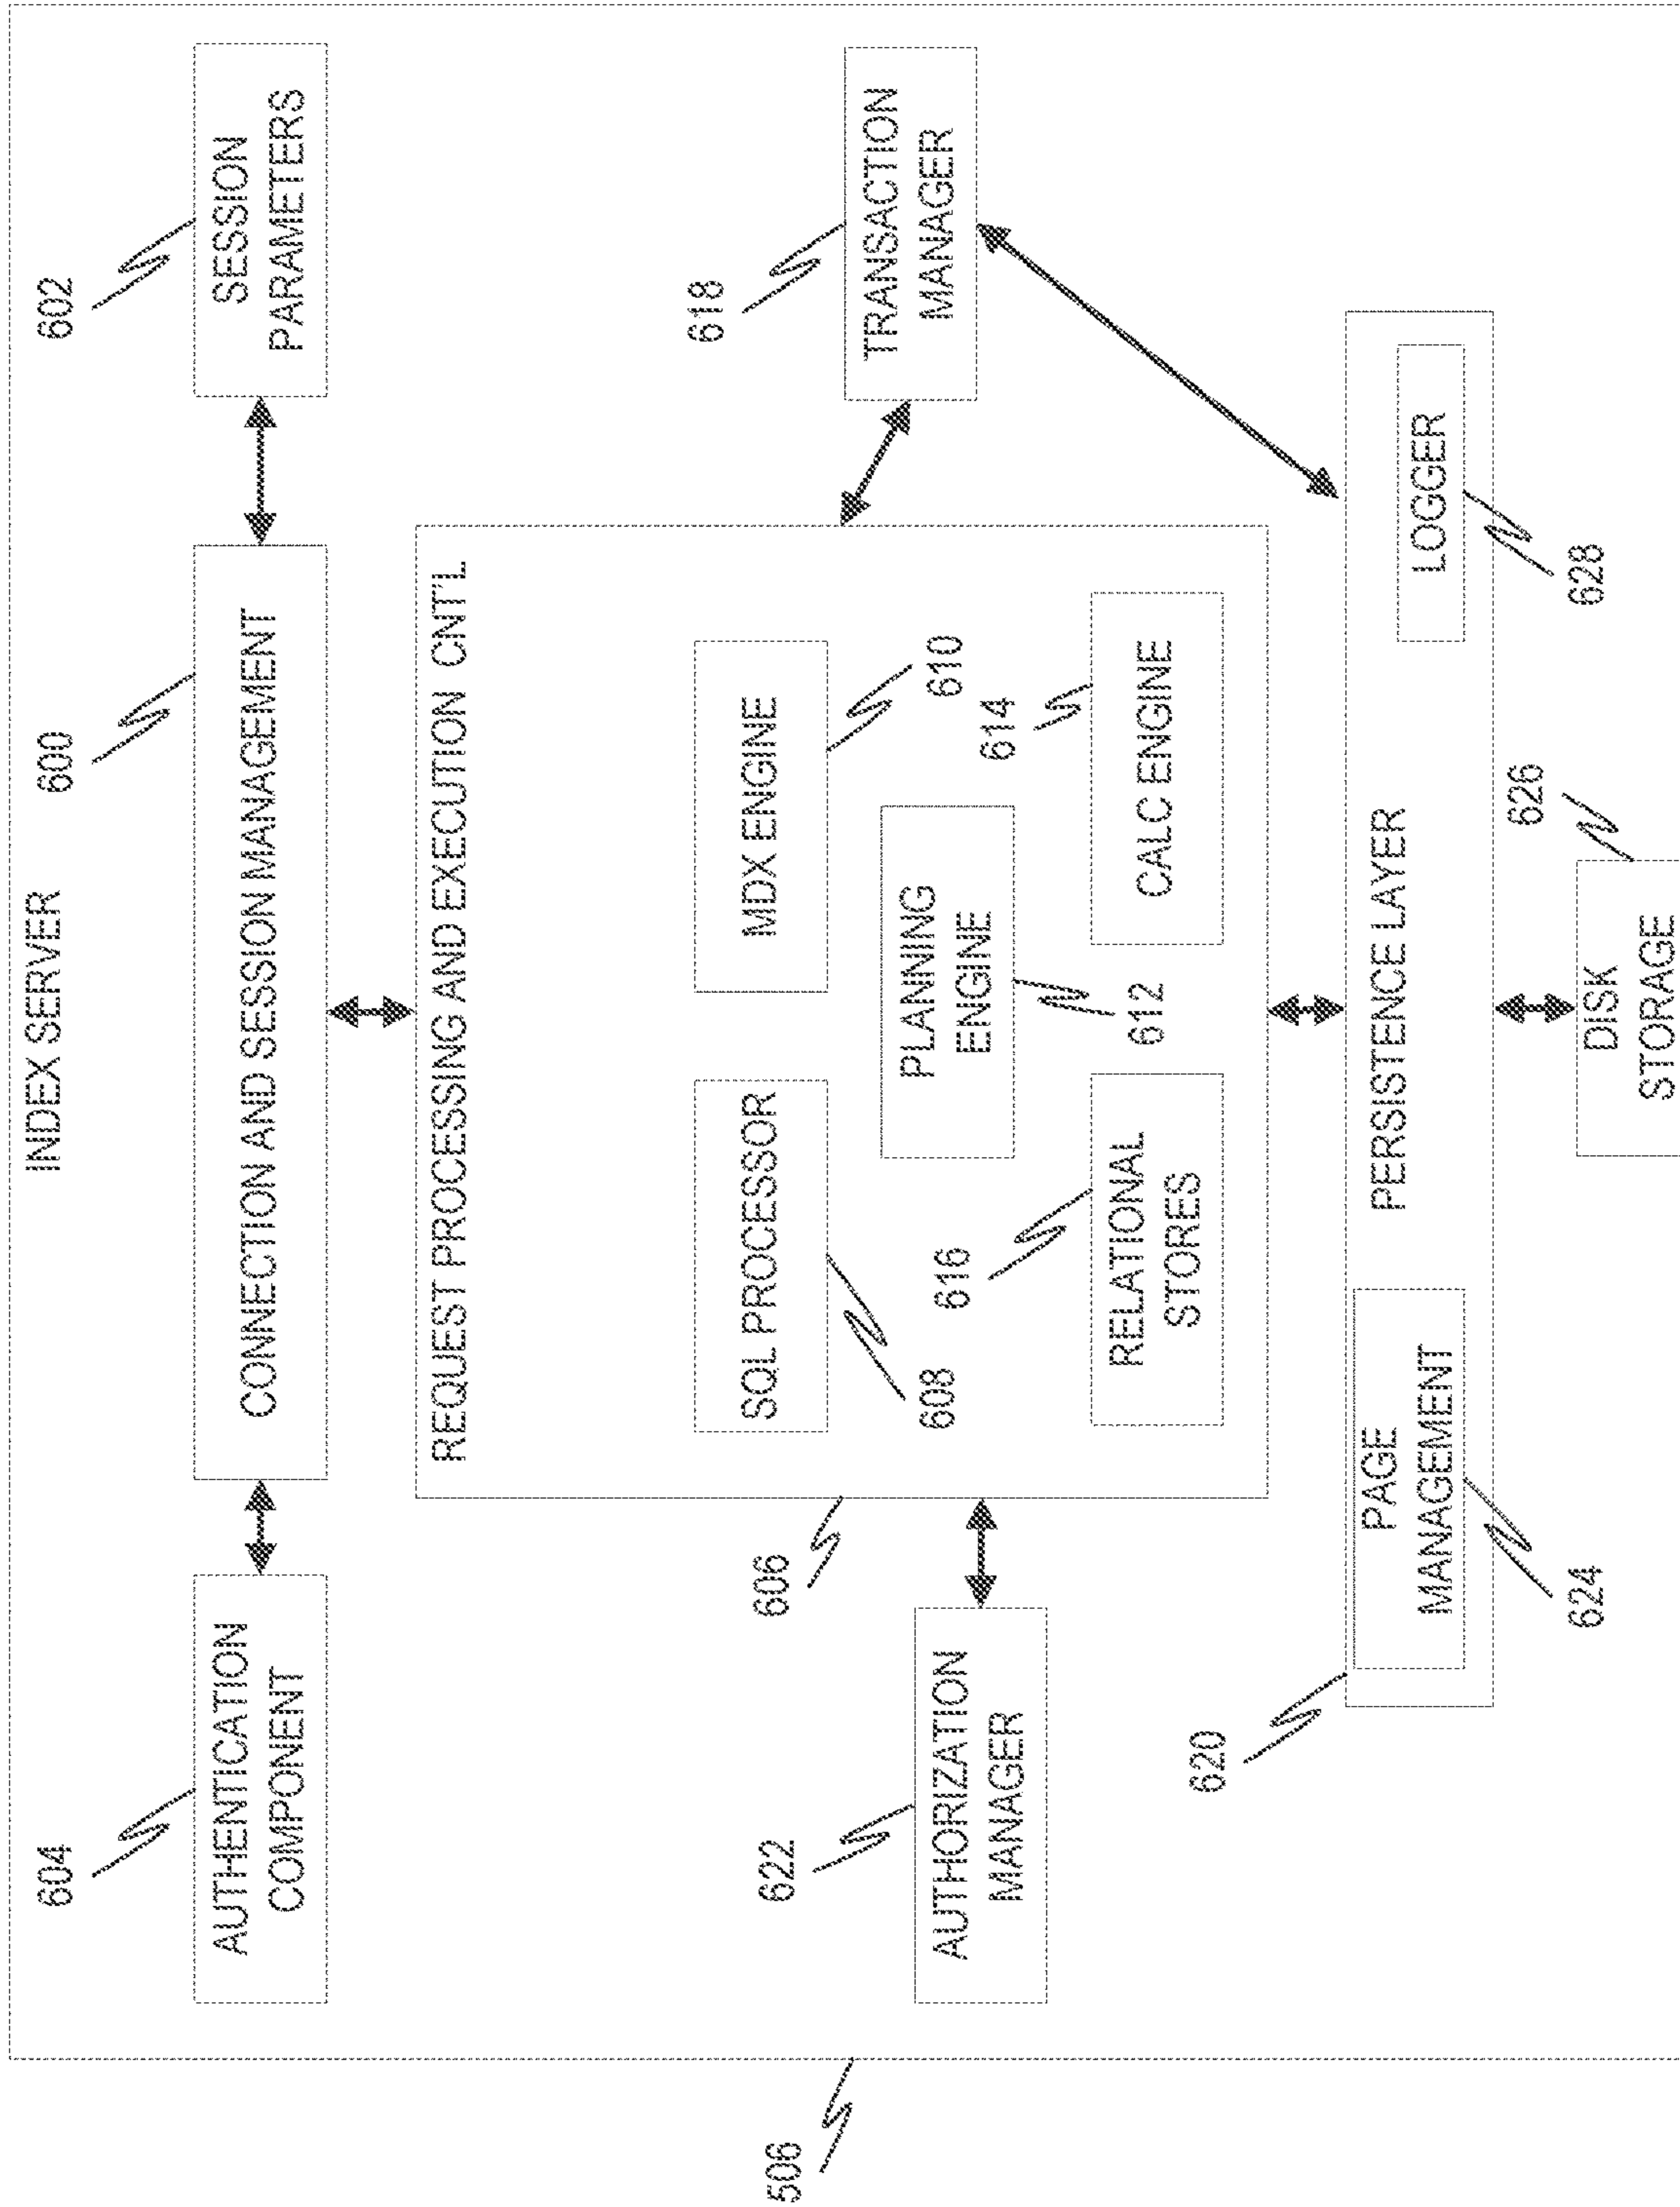 INDEX SERVER
604
600
602
AUTHENTICATION
COMPONENT
CONNECTION AND SESSION MANAGEMENT
SESSION
PARAMETERS
REQUEST PROCESSING AND EXECUTION CNT'L
606
618
SQL PROCESSOR
MDX ENGINE
TRANSACTION
MANAGER
608
610
PLANNING
ENGINE
622
AUTHORIZATION
MANAGER
616
612
614
RELATIONAL
STORES
CALC ENGINE
506
620
PERSISTENCE LAYER
PAGE
MANAGEMENT
LOGGER
624
626
628
DISK
STORAGE